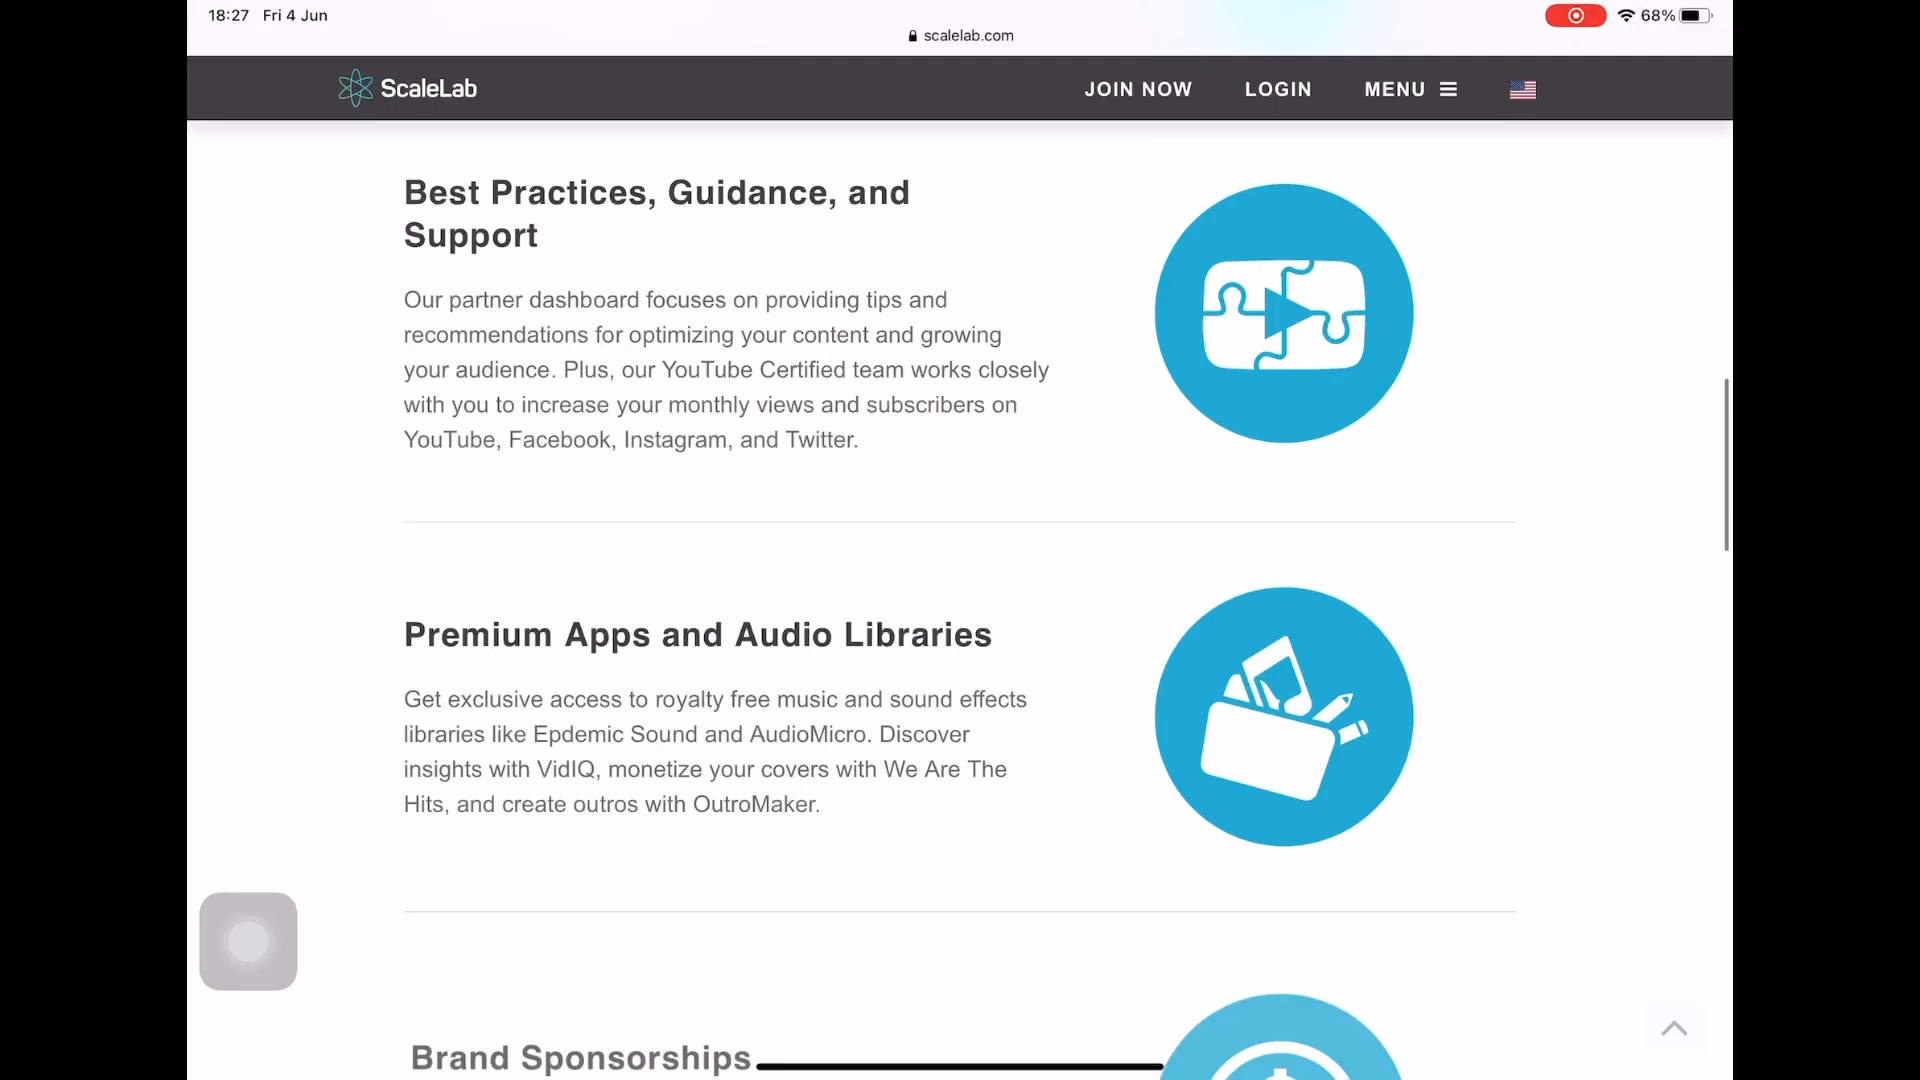 18:27 Fri 4 Jun
68%
scalelab.com
ScaleLab
JOIN NOW
LOGIN
MENU
Best Practices, Guidance, and
Support
Our partner dashboard focuses on providing tips and
recommendations for optimizing your content and growing
your audience. Plus, our YouTube Certified team works closely
with you to increase your monthly views and subscribers on
YouTube, Facebook, Instagram, and Twitter.
Premium Apps and Audio Libraries
Get exclusive access to royalty free music and sound effects
libraries like Epdemic Sound and AudioMicro. Discover
insights with VidIQ, monetize your covers with We Are The
Hits, and create outros with OutroMaker.
Brand Sponsorships